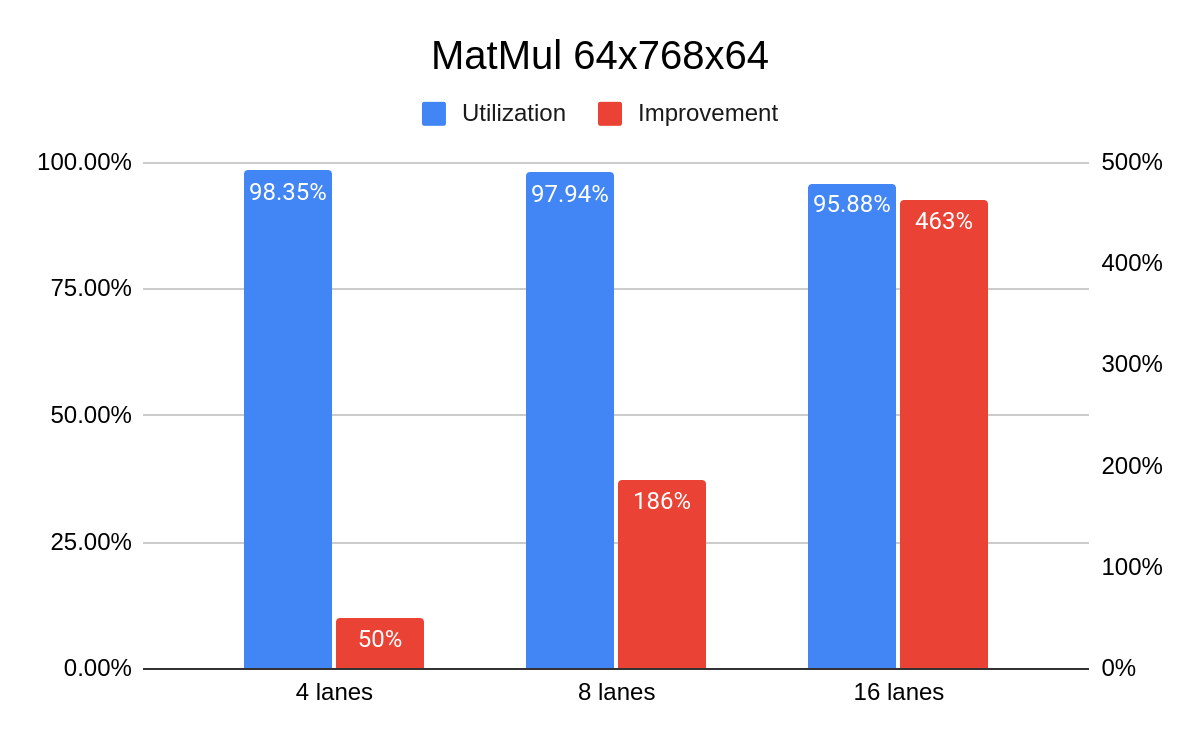 MatMul 64x768x64
Utilization Improvement
100.00% 500%
98.35% 97.94% 95.88% 463%
400%
75.00%
300%
50.00%
200%
186%
25.00%
100%
50%
0.00% 0%
4 lanes 8 lanes 16 lanes